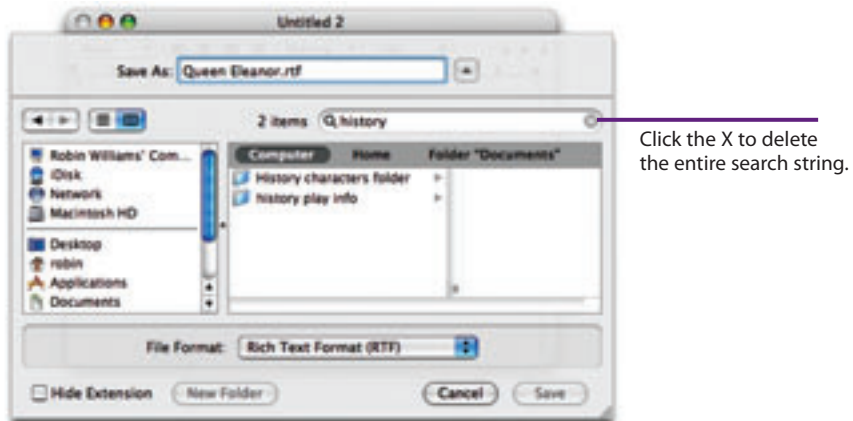 Untitled 2
Save As: Queen Eleanor.rtf
2 items history
Click the X to delete
the entire search string.
Robin Williams' Com...
iDisk
Network
Macintosh HD
Desktop
robin
Applications
Documents
Computer Home Folder "Documents"
History characters folder
history play info
File Format: Rich Text Format (RTF)
Hide Extension New Folder Cancel Save